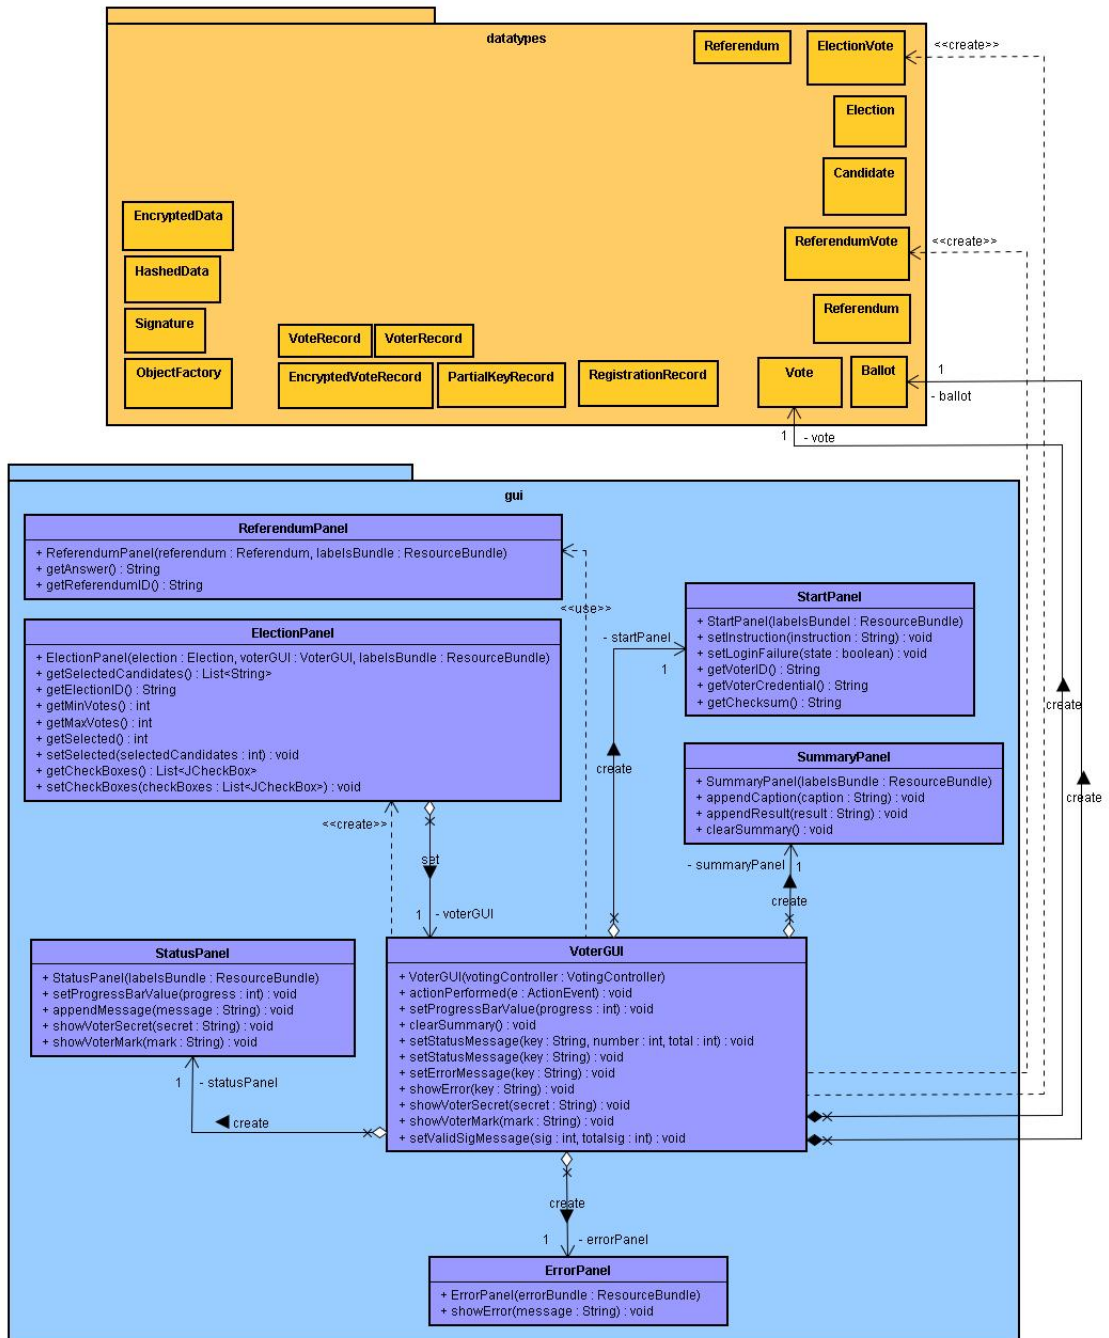 datatypes
Referendum
ElectionVote
<<create>>
Election
Candidate
EncryptedData
ReferendumVote
<<create>>
HashedData
Referendum
Signature
VoteRecord
VoterRecord
ObjectFactory
EncryptedVoteRecord
PartialKeyRecord
RegistrationRecord
Vote
Ballot
1
- ballot
1
- vote
gui
ReferendumPanel
+ ReferendumPanel(referendum : Referendum, labelsBundle : ResourceBundle)
+ getAnswer() : String
+ getReferendumID() : String
<<use>>
ElectionPanel
+ ElectionPanel(election : Election, voterGUI : VoterGUI, labelsBundle : ResourceBundle)
+ getSelectedCandidates() : List<String>
+ getElectionID() : String
+ getMinVotes() : int
+ getMaxVotes() : int
+ getSelected() : int
+ setSelected(selectedCandidates : int) : void
+ getCheckBoxes() : List<JCheckBox>
+ setCheckBoxes(checkBoxes : List<JCheckBox>) : void
- startPanel
1
StartPanel
+ StartPanel(labelsBundel : ResourceBundle)
+ setInstruction(instruction : String) : void
+ setLoginFailure(state : boolean) : void
+ getVoterID() : String
+ getVoterCredential() : String
+ getChecksum() : String
create
create
create
SummaryPanel
+ SummaryPanel(labelsBundle : ResourceBundle)
+ appendCaption(caption : String) : void
+ appendResult(result : String) : void
+ clearSummary() : void
<<create>>
set
1
- voterGUI
- summaryPanel
1
create
StatusPanel
+ StatusPanel(labelsBundle : ResourceBundle)
+ setProgressBarValue(progress : int) : void
+ appendMessage(message : String) : void
+ showVoterSecret(secret : String) : void
+ showVoterMark(mark : String) : void
1
- statusPanel
create
VoterGUI
+ VoterGUI(votingController : VotingController)
+ actionPerformed(e : ActionEvent) : void
+ setProgressBarValue(progress : int) : void
+ clearSummary() : void
+ setStatusMessage(key : String, number : int, total : int) : void
+ setStatusMessage(key : String) : void
+ setErrorMessage(key : String) : void
+ showError(key : String) : void
+ showVoterSecret(secret : String) : void
+ showVoterMark(mark : String) : void
+ setValidSigMessage(sig : int, totalsig : int) : void
create
1
- errorPanel
ErrorPanel
+ ErrorPanel(errorBundle : ResourceBundle)
+ showError(message : String) : void